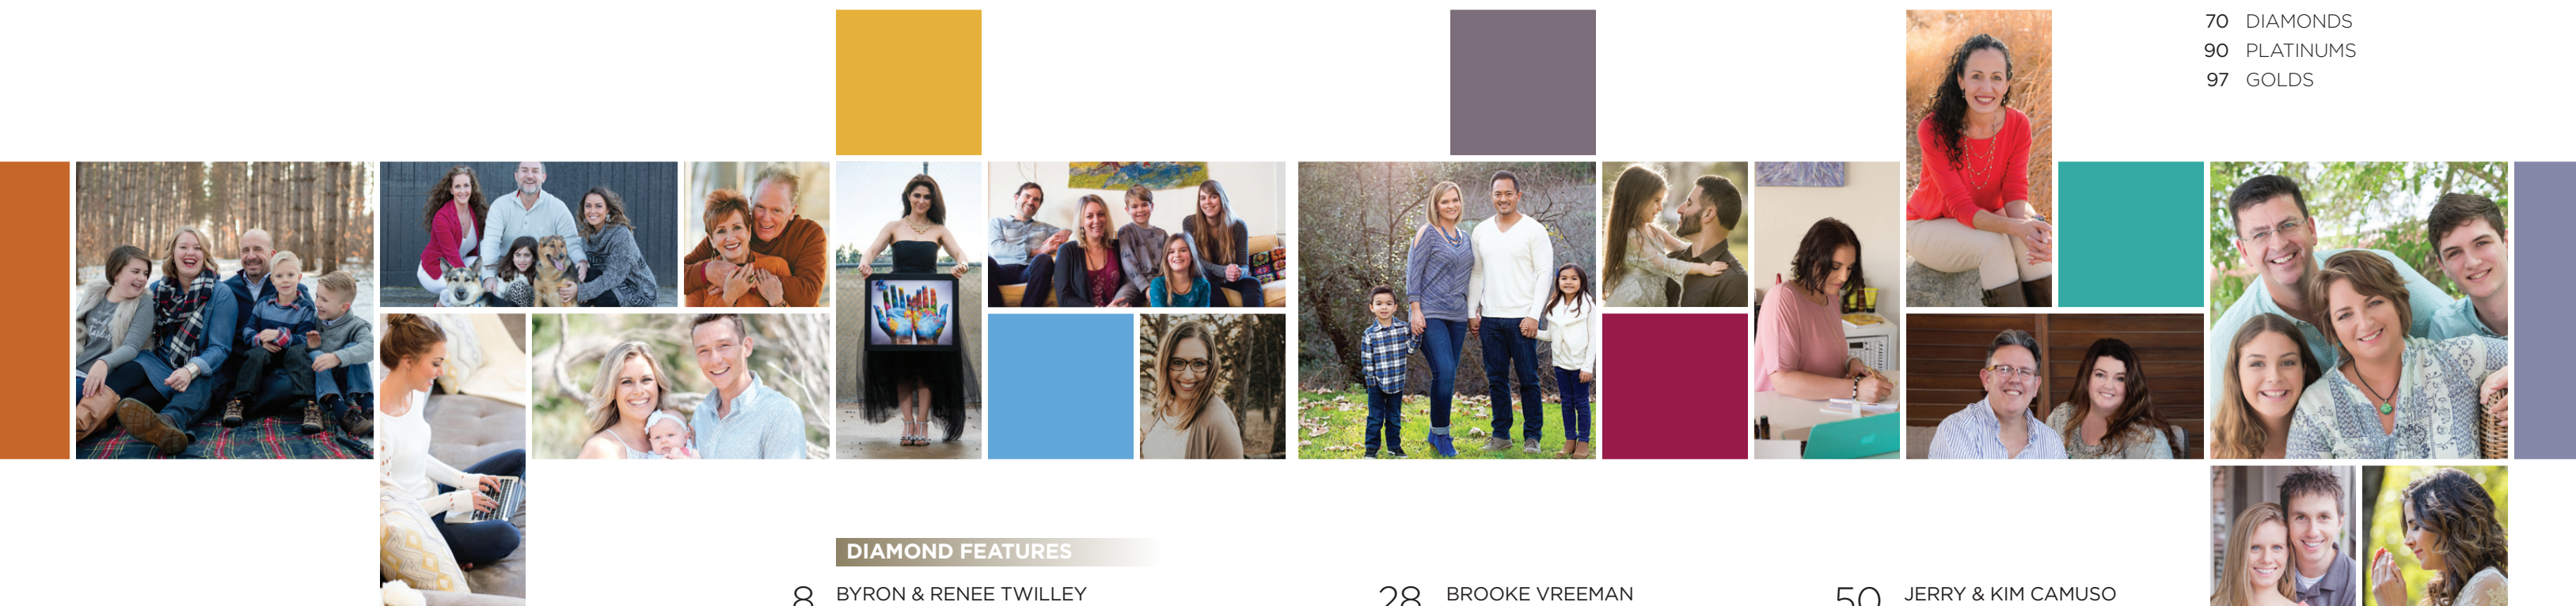 70 DIAMONDS
90 PLATINUMS
97 GOLDS
DIAMOND FEATURES
8 BYRON & RENEE TWILLEY
28 BROOKE VREEMAN
50 JERRY & KIM CAMUSO